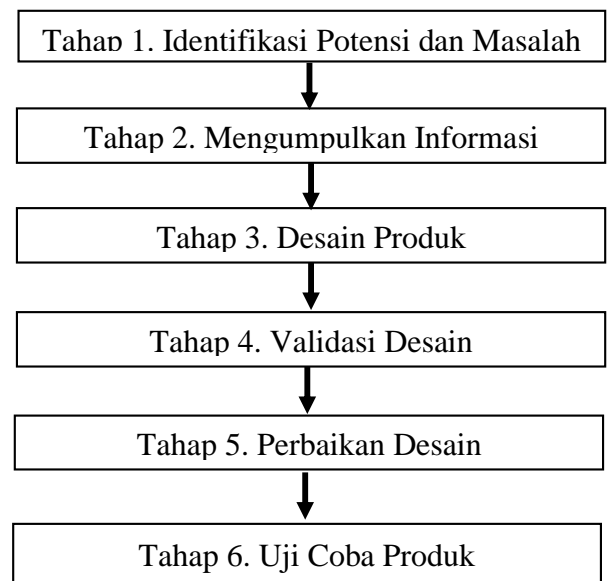 Tahap 1. Identifikasi Potensi dan Masalah
Tahap 2. Mengumpulkan Informasi
Tahap 3. Desain Produk
Tahap 4. Validasi Desain
Tahap 5. Perbaikan Desain
Tahap 6. Uji Coba Produk